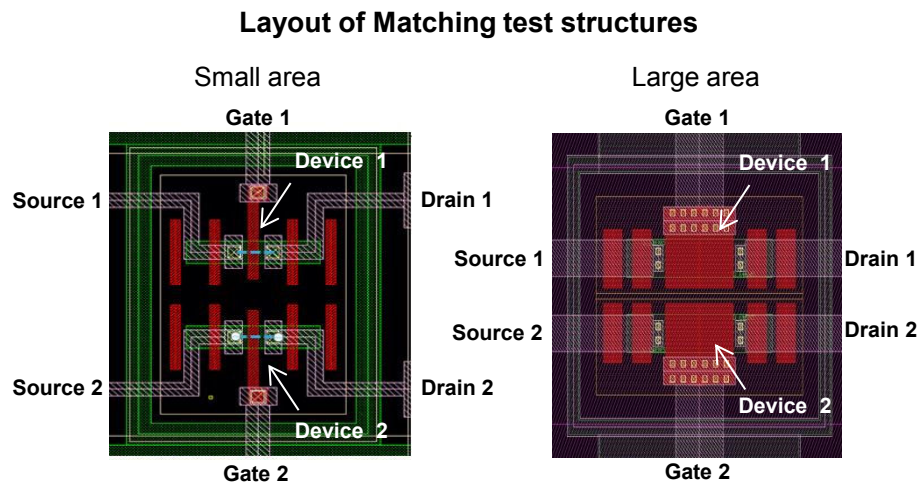 Layout of Matching test structures
Small area
Large area
Gate 1
Gate 1
Device 1
Device 1
Source 1
Drain 1
Source 1
Drain 1
Source 2
Drain 2
Source 2
Drain 2
Device 2
Device 2
Gate 2
Gate 2